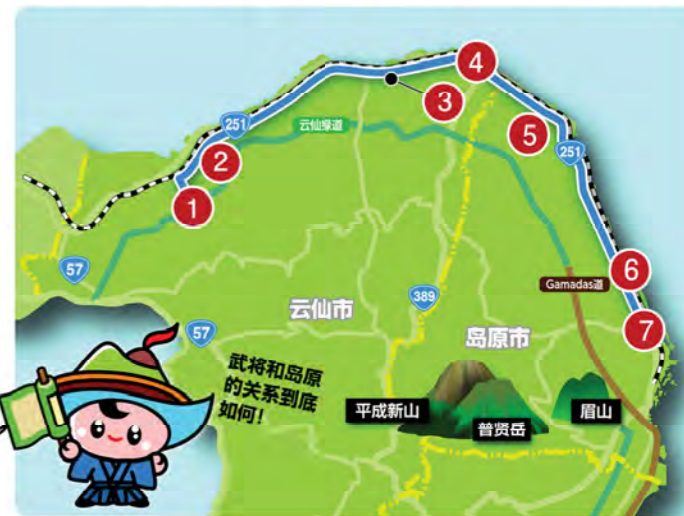 4
3
251
云仙绿道
5
2
251
1
6
57
Gamadas道
389
云仙市
7
57
岛原市
武将和岛原
的关系到底
如何！
平成新山
普贤岳
眉山